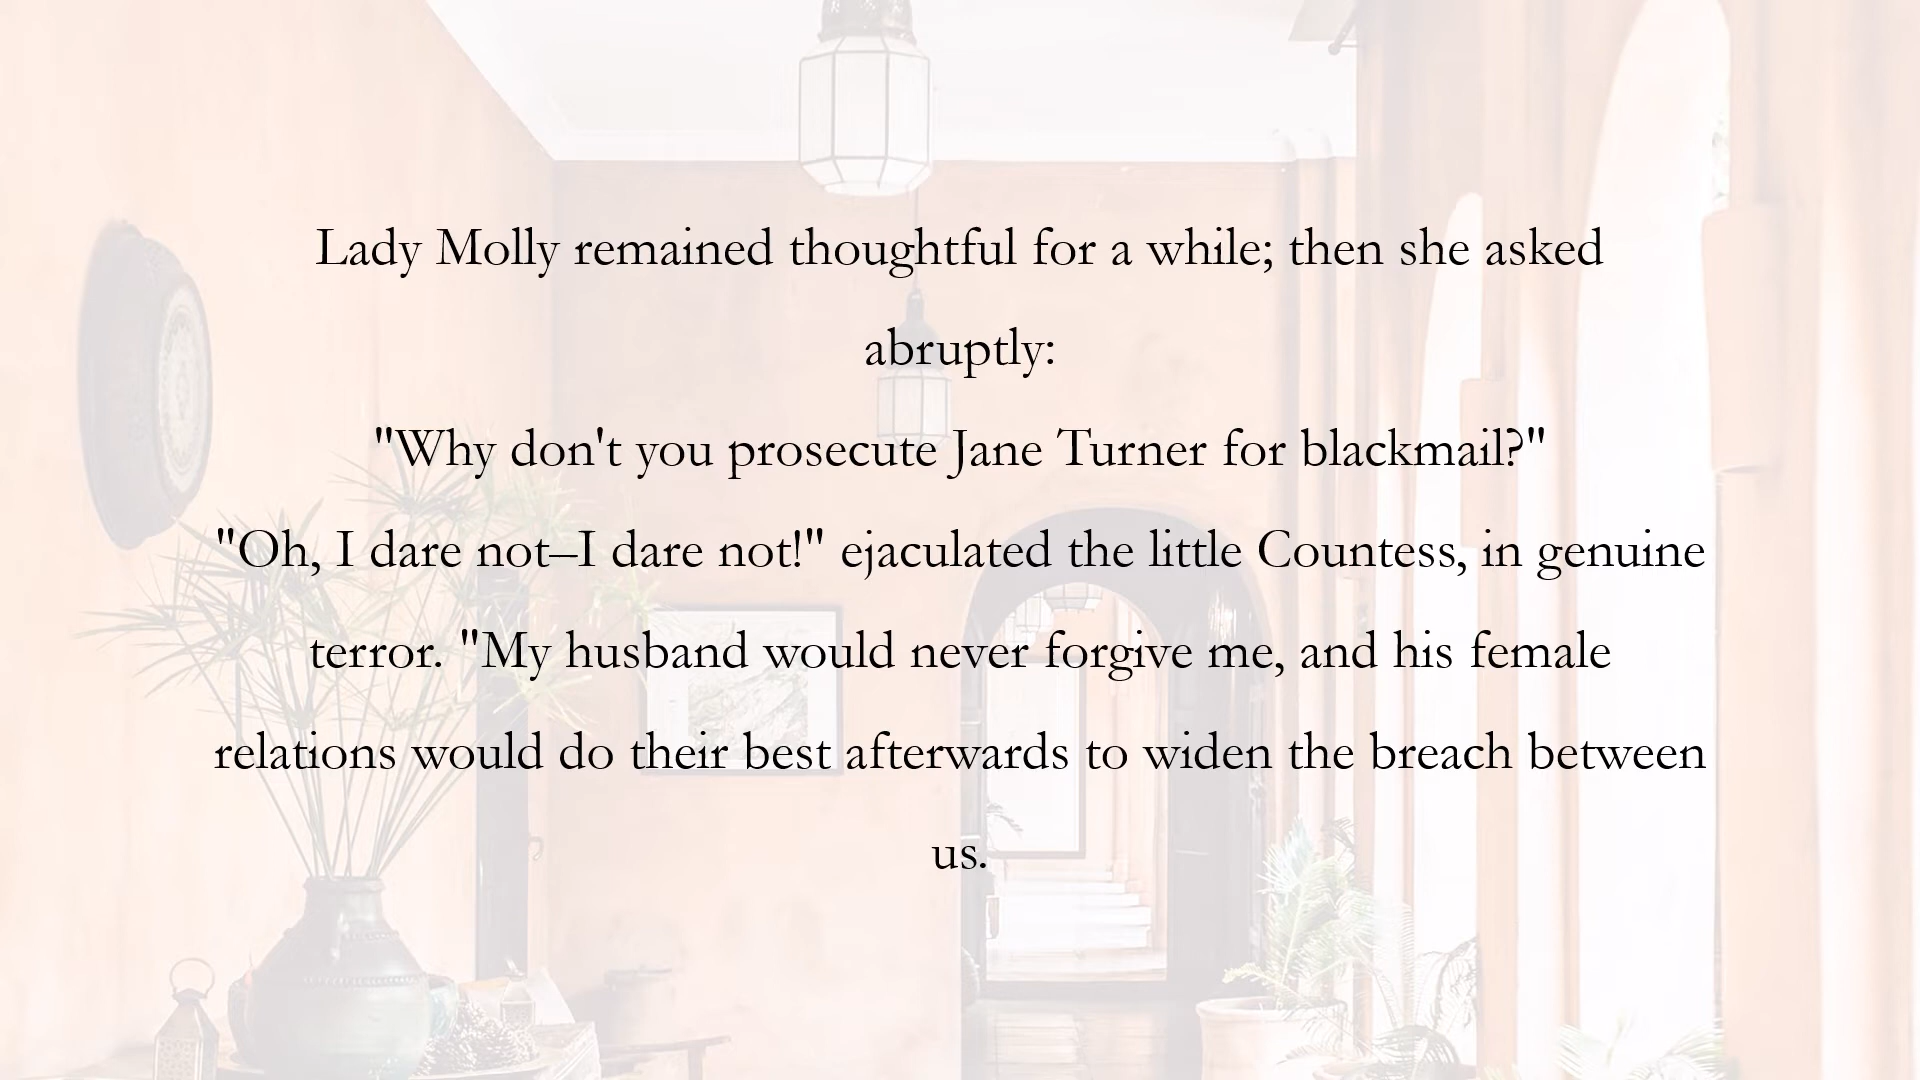 Lady Molly remained thoughtful for a while; then she asked
abruptly:
"Why don't you prosecute Jane Turner for blackmail?"
"Oh, I dare not—I dare not!" ejaculated the little Countess, in genuine
terror. "My husband would never forgive me, and his female
relations would do their best afterwards to widen the breach between
us.